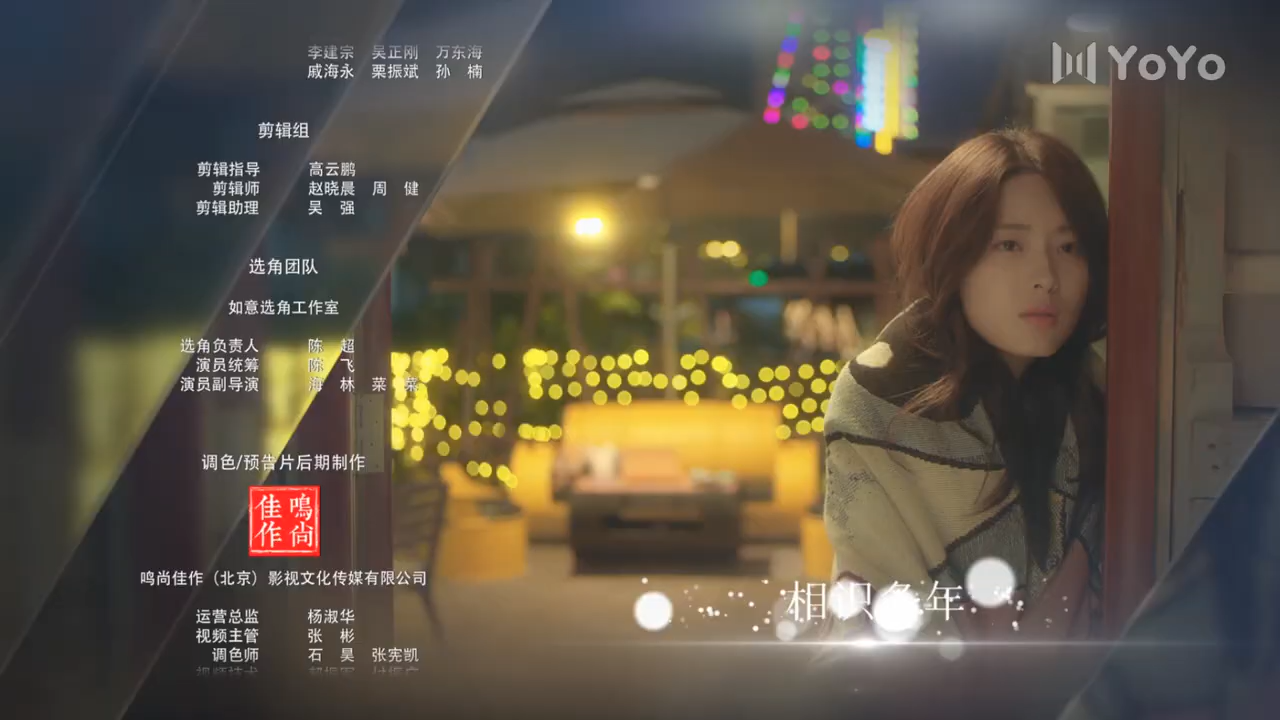 李建宗 吴正刚 万东海
戚海永 栗振斌 孙 楠
剪辑组
剪辑指导 高云鹏
剪辑师 赵晓晨 周 健
剪辑助理 吴 强
选角团队
如意选角工作室
选角负责人 陈 超
演员统筹 陈 飞
演员副导演 海 林 菜 菜
调色/预告片后期制作
鸣尚
佳作
鸣尚佳作（北京）影视文化传媒有限公司
运营总监 杨淑华
视频主管 张 彬
调色师 石 昊 张宪凯
YoYo
相识多年